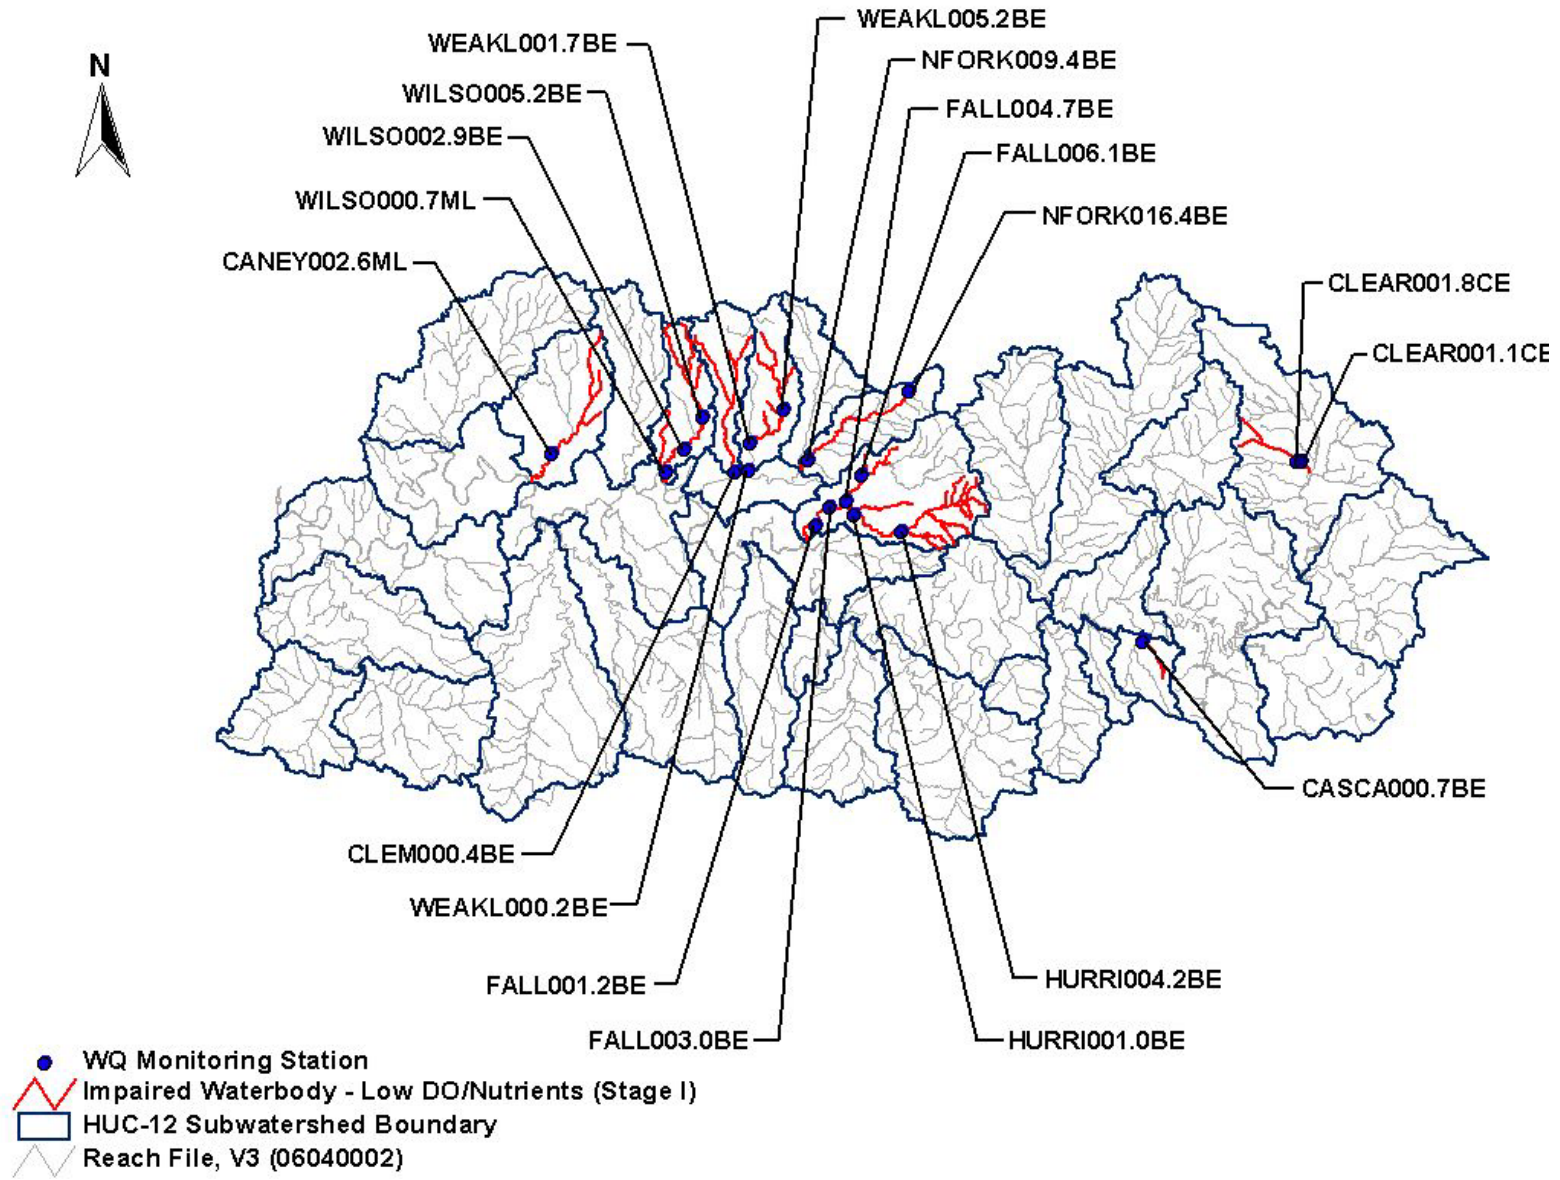 WEAKL005.2BE
WEAKL001.7BE
NFORK009.4BE
N
WILSO005.2BE
FALL004.7BE
WILSO002.9BE
FALL006.1BE
WILSO000.7ML
NFORK016.4BE
CANEY002.6ML
CLEAR001.8CE
CLEAR001.1CE
CASCA000.7BE
CLEM000.4BE
WEAKL000.2BE
FALL001.2BE
HURRI004.2BE
FALL003.0BE
HURRI001.0BE
WQ Monitoring Station
Impaired Waterbody - Low DO/Nutrients (Stage I)
HUC-12 Subwatershed Boundary
Reach File, V3 (06040002)